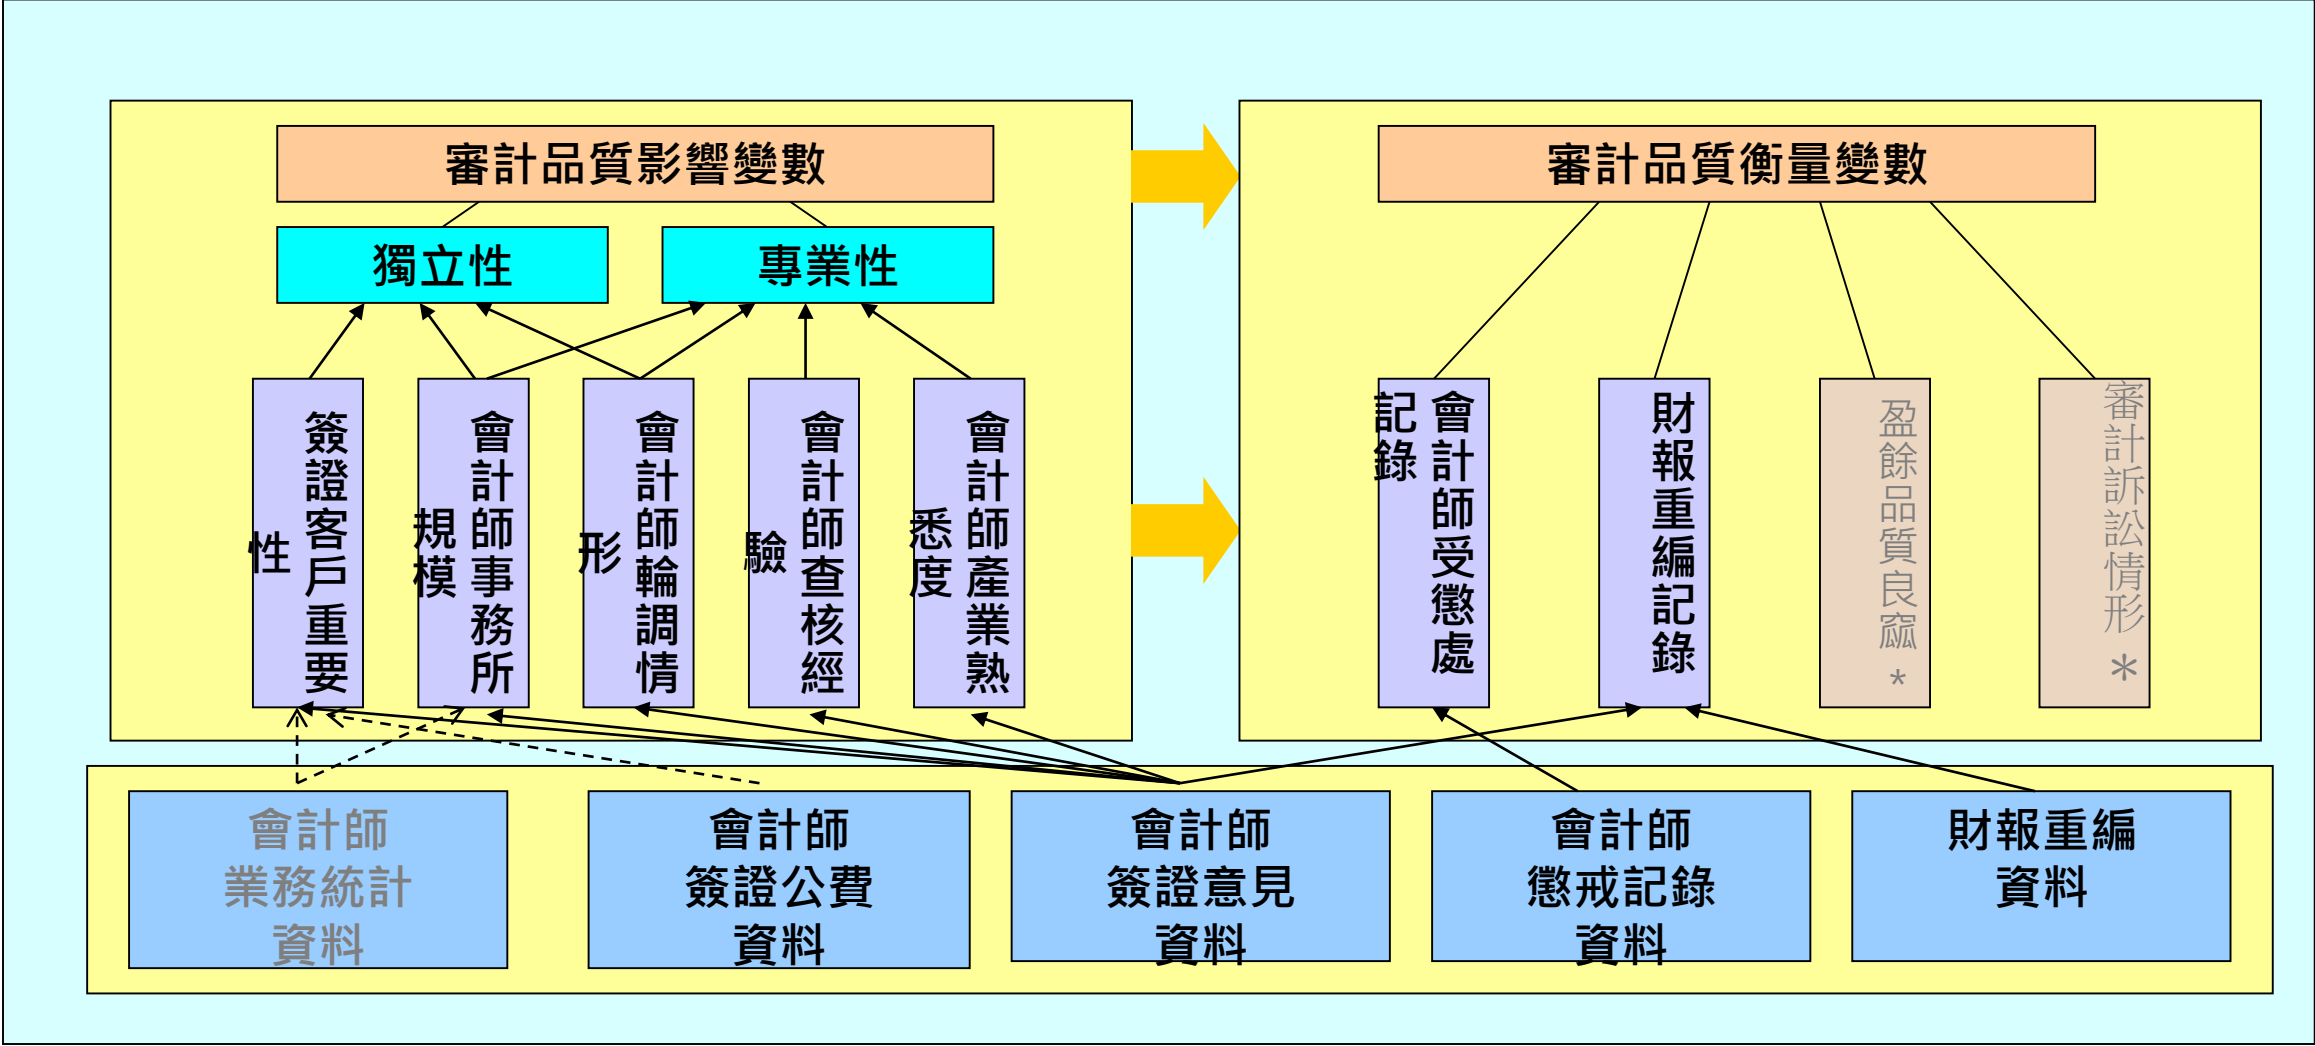 審計品質影響變數
審計品質衡量變數
獨立性
專業性
簽證客戶重要
性
會計師事務所
規模
會計師輪調情
形
會計師查核經
驗
會計師產業熟
悉度
會計師受懲處
記錄
財報重編記錄
盈餘品質良窳*
審計訴訟情形*
會計師
業務統計
資料
會計師
簽證公費
資料
會計師
簽證意見
資料
會計師
懲戒記錄
資料
財報重編
資料